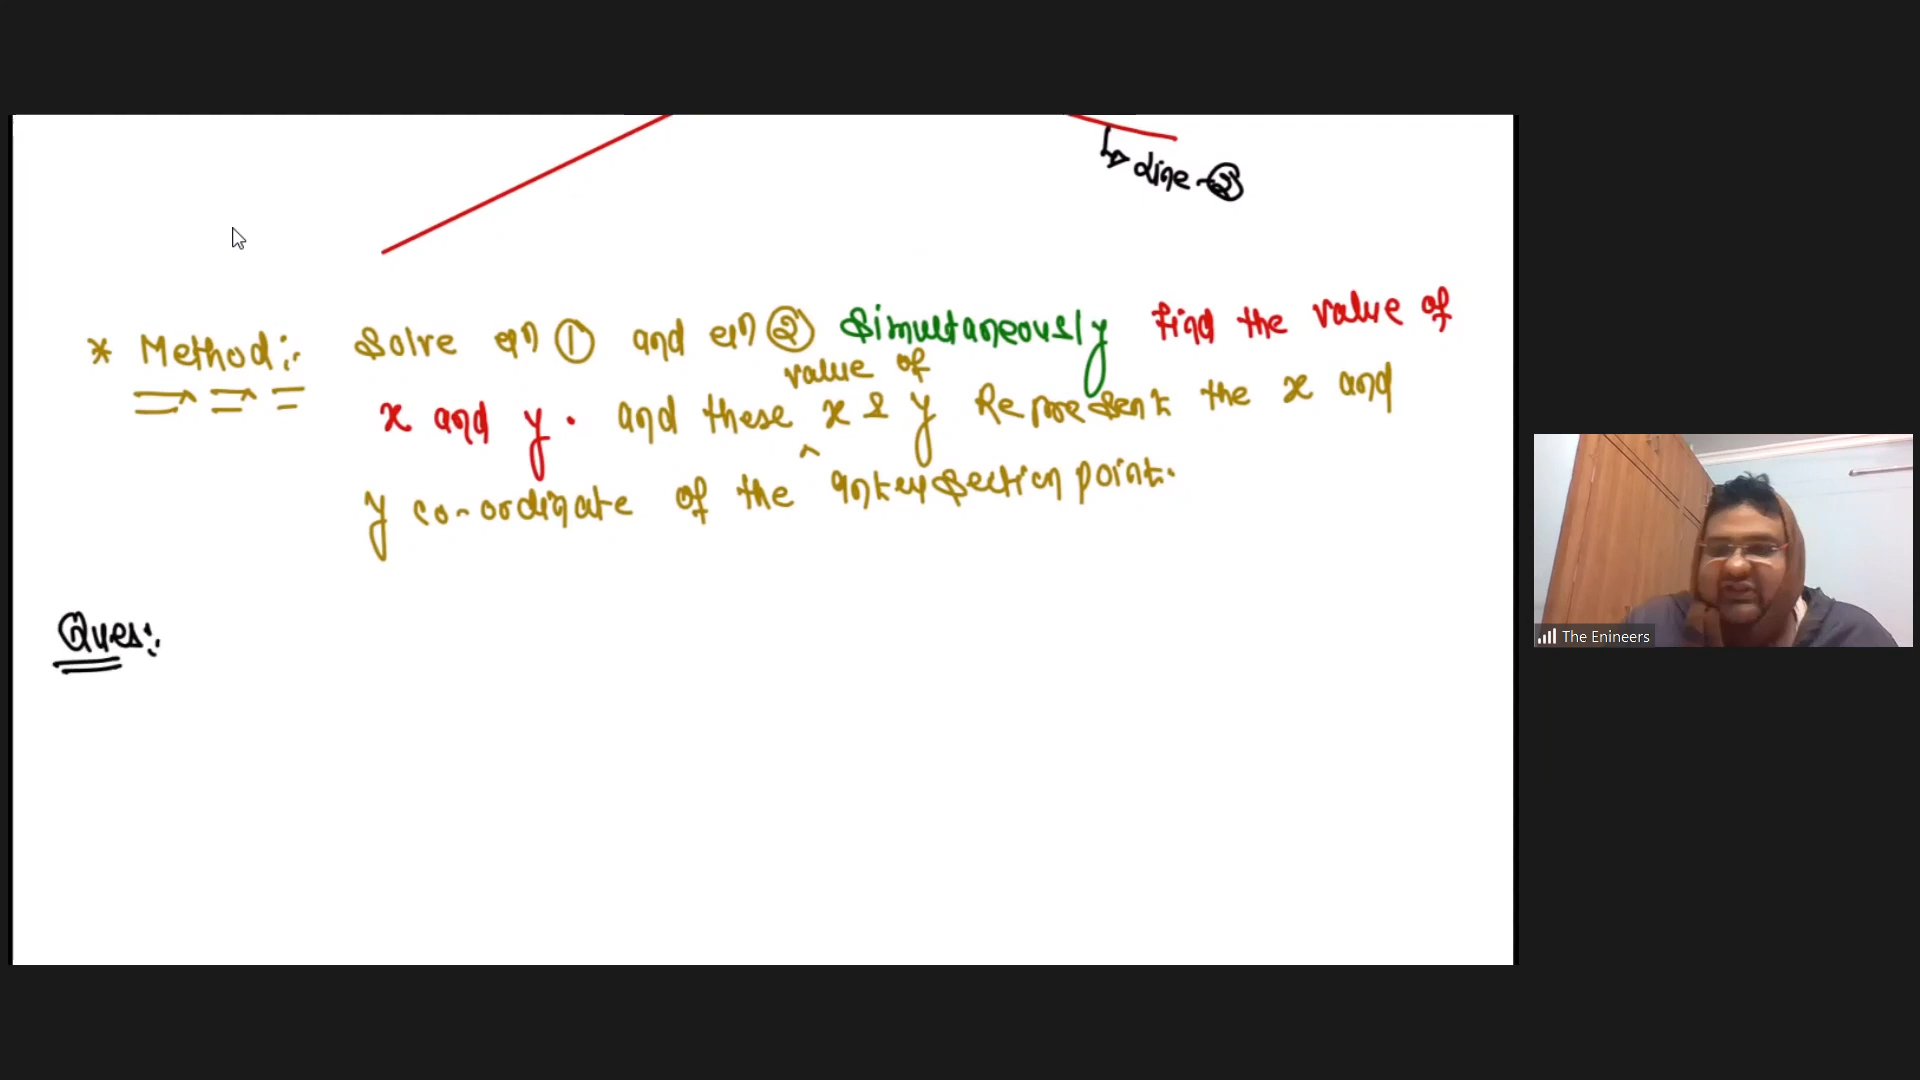 Line-②
* Method:- Solve eqn ① and eqn ② Simultaneously find the value of
value of
x and y. and these ^ x & y Represent the x and
y co-ordinate of the intersection point.
Ques:-
The Enineers